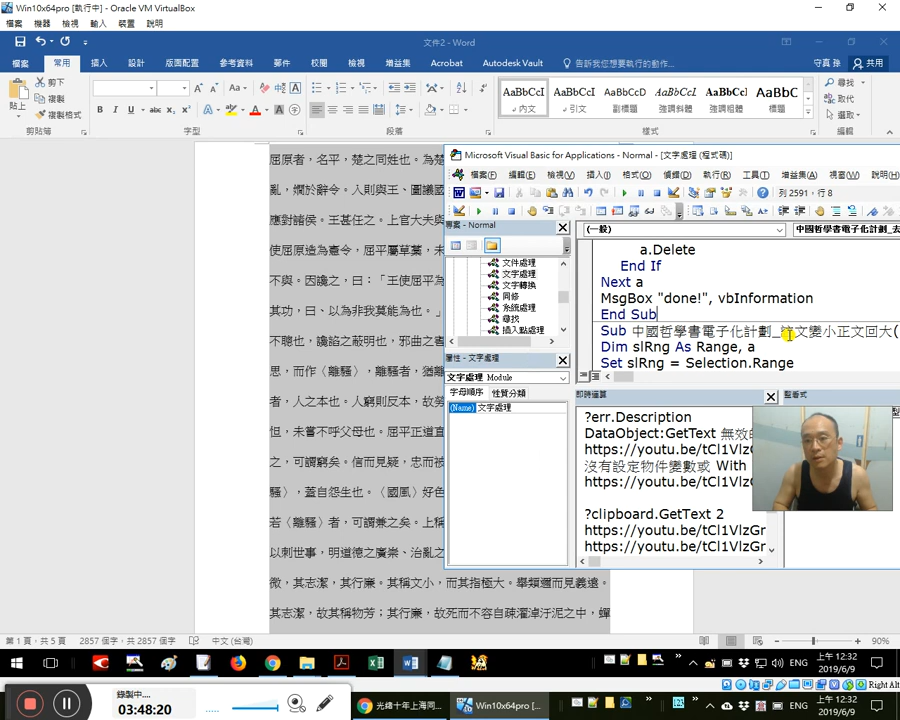 Win10x64pro [執行中] - Oracle VM VirtualBox
檔案 機器 檢視 輸入 裝置 說明
文件2 - Word
檔案 常用 插入 設計 版面配置 參考資料 郵件 校閱 檢視 增益集 Acrobat Autodesk Vault 告訴我您想要執行的動作... 守真 孫 共用
貼上 剪下 複製 複製格式
AaBbCcI AaBbCcI AaBbCcD AaBbCcI AaBbCcI AaBbC
內文 引文 副標題 強調斜體 強調粗體 標題
尋找 取代 選取
剪貼簿 字型 段落 樣式 編輯
屈原者，名平，楚之同姓也。為楚
亂，嫺於辭令。入則與王、圖議國
應對諸侯。王甚任之。上官大夫與
使屈原造為憲令，屈平屬草藁，未
不與。因讒之，曰：「王使屈平為
其功，曰、以為非我莫能為也。」
不聰也，讒諂之蔽明，邪曲之害
思，而作〈離騷〉，離騷者，猶離
者，人之本也。人窮則反本，故勞
怛，未嘗不呼父母也。屈平正道直
之，可謂窮矣。信而見疑，忠而被
騷〉，蓋自怨生也。〈國風〉好色
若〈離騷〉者，可謂兼之矣。上稱
以刺世事，明道德之廣崇、治亂之
微，其志潔，其行廉。其稱文小，而其指極大。舉類邇而見義遠。
其志潔，故其稱物芳；其行廉，故死而不容自疎濯淖汙泥之中，蟬
Microsoft Visual Basic for Applications - Normal - [文字處理 (程式碼)]
檔案(F) 編輯(E) 檢視(V) 插入(I) 格式(O) 偵錯(D) 執行(R) 工具(T) 增益集(A) 視窗(W) 說明(H)
列 2591，行 8
專案 - Normal
文件處理
文字處理
文字轉換
同修
系統處理
尋找
插入點處理
屬性 - 文字處理
文字處理 Module
字母順序 性質分類
(Name) 文字處理
(一般) 中國哲學書電子化計劃_去
a.Delete
End If
Next a
MsgBox "done!", vbInformation
End Sub
Sub 中國哲學書電子化計劃_註文變小正文回大(
Dim slRng As Range, a
Set slRng = Selection.Range
即時運算 監看式
?err.Description
DataObject:GetText 無效的
https://youtu.be/tCl1VlzG
沒有設定物件變數或 With
https://youtu.be/tCl1VlzG
?clipboard.GetText 2
https://youtu.be/tCl1VlzGr
https://youtu.be/tCl1VlzGr
第 1 頁，共 5 頁 2857 個字，共 2857 個字 中文 (台灣) 90%
ENG 上午 12:32 2019/6/9
Right Alt
錄製中....
03:48:20
光緒十年上海同... Win10x64pro [... ENG 上午 12:32 2019/6/9